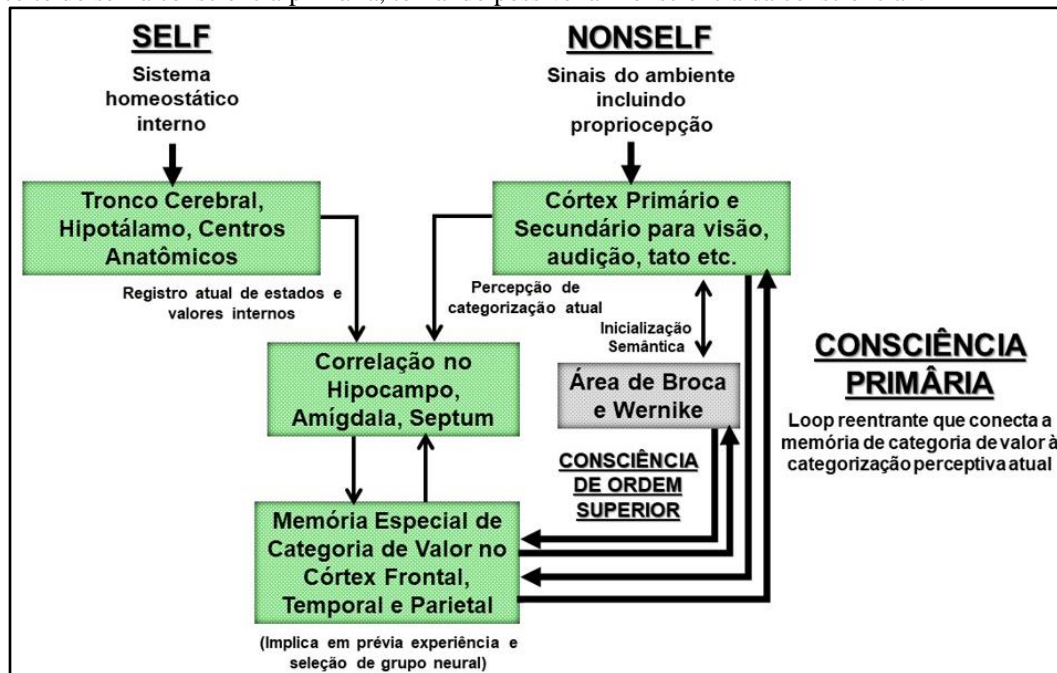 SELF
Sistema
homeostático
interno
NONSELF
Sinais do ambiente
incluindo
propriocepção
Tronco Cerebral,
Hipotálamo, Centros
Anatômicos
Córtex Primário e
Secundário para visão,
audição, tato etc.
Registro atual de estados e
valores internos
Percepção de
categorização atual
Inicialização
Semântica
Correlação no
Hipocampo,
Amígdala, Septum
Área de Broca
e Wernike
CONSCIÊNCIA
PRIMÂRIA
Loop reentrante que conecta a
memória de categoria de valor à
categorização perceptiva atual
CONSCIÊNCIA
DE ORDEM
SUPERIOR
Memória Especial de
Categoria de Valor no
Córtex Frontal,
Temporal e Parietal
(Implica em prévia experiência e
seleção de grupo neural)